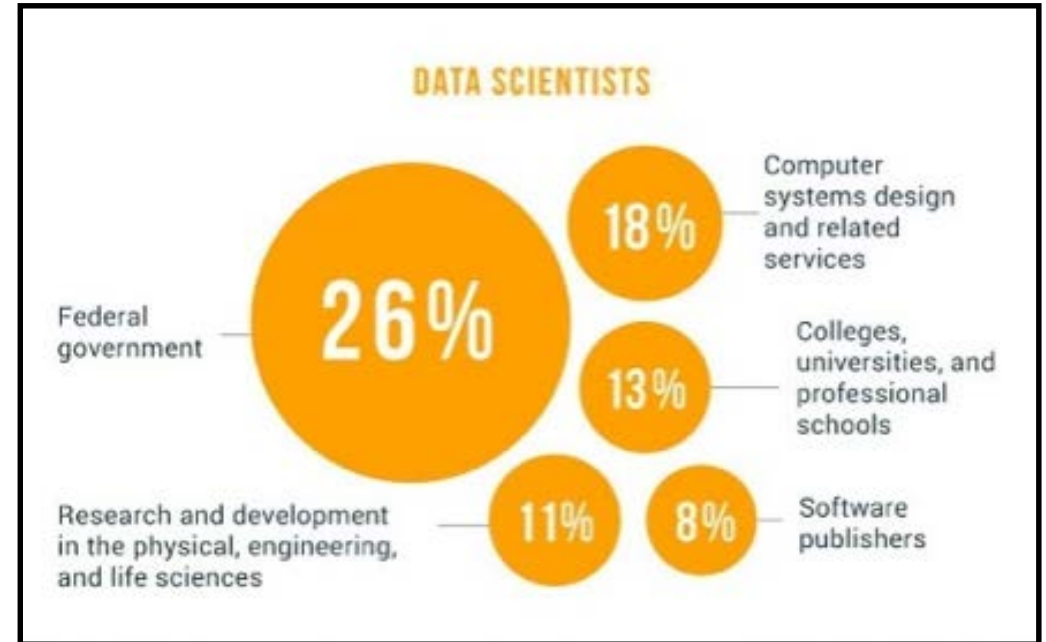 DATA SCIENTISTS
26%
Federal
government
18%
Computer
systems design
and related
services
13%
Colleges,
universities, and
professional
schools
11%
Research and development
in the physical, engineering,
and life sciences
8%
Software
publishers